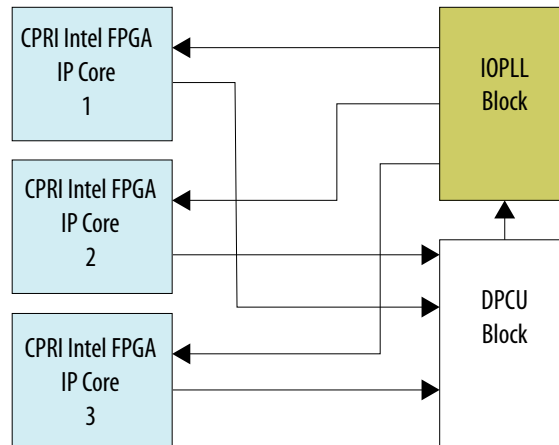 CPRI Intel FPGA
IP Core
1
CPRI Intel FPGA
IP Core
2
CPRI Intel FPGA
IP Core
3
IOPLL
Block
DPCU
Block